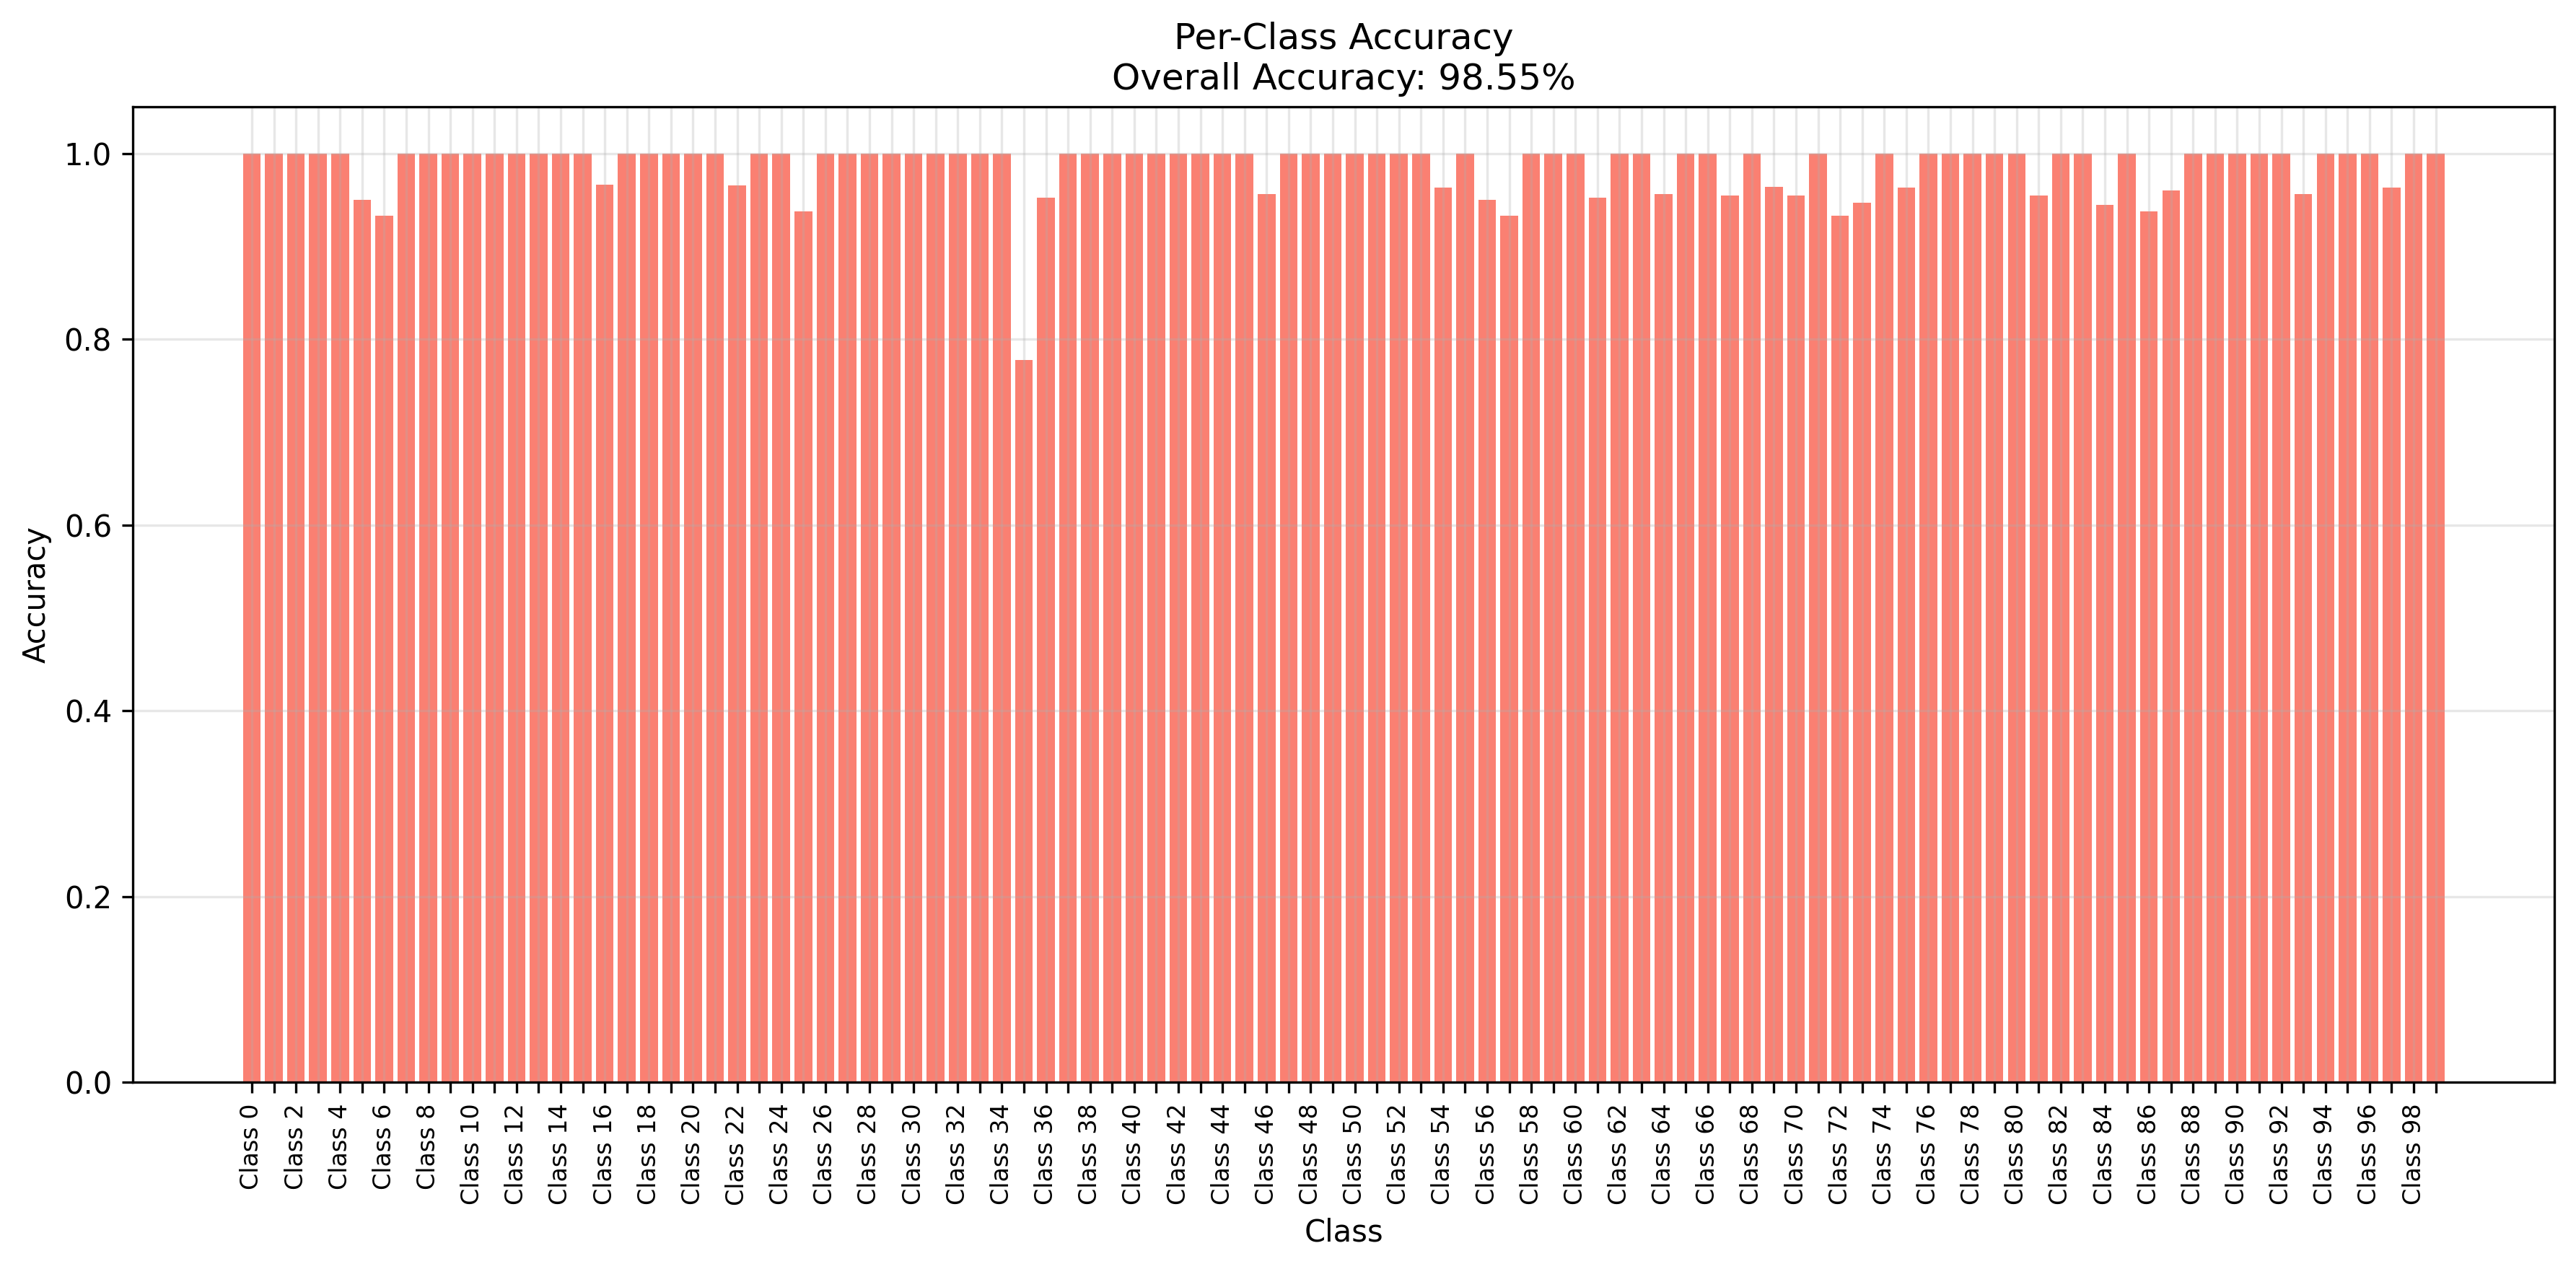 Per-Class Accuracy
Overall Accuracy: 98.55%
1.0
0.8
0.6
0.4
0.2
0.0
Accuracy
Class 0
Class 2
Class 4
Class 6
Class 8
Class 10
Class 12
Class 14
Class 16
Class 18
Class 20
Class 22
Class 24
Class 26
Class 28
Class 30
Class 32
Class 34
Class 36
Class 38
Class 40
Class 42
Class 44
Class 46
Class 48
Class 50
Class 52
Class 54
Class 56
Class 58
Class 60
Class 62
Class 64
Class 66
Class 68
Class 70
Class 72
Class 74
Class 76
Class 78
Class 80
Class 82
Class 84
Class 86
Class 88
Class 90
Class 92
Class 94
Class 96
Class 98
Class